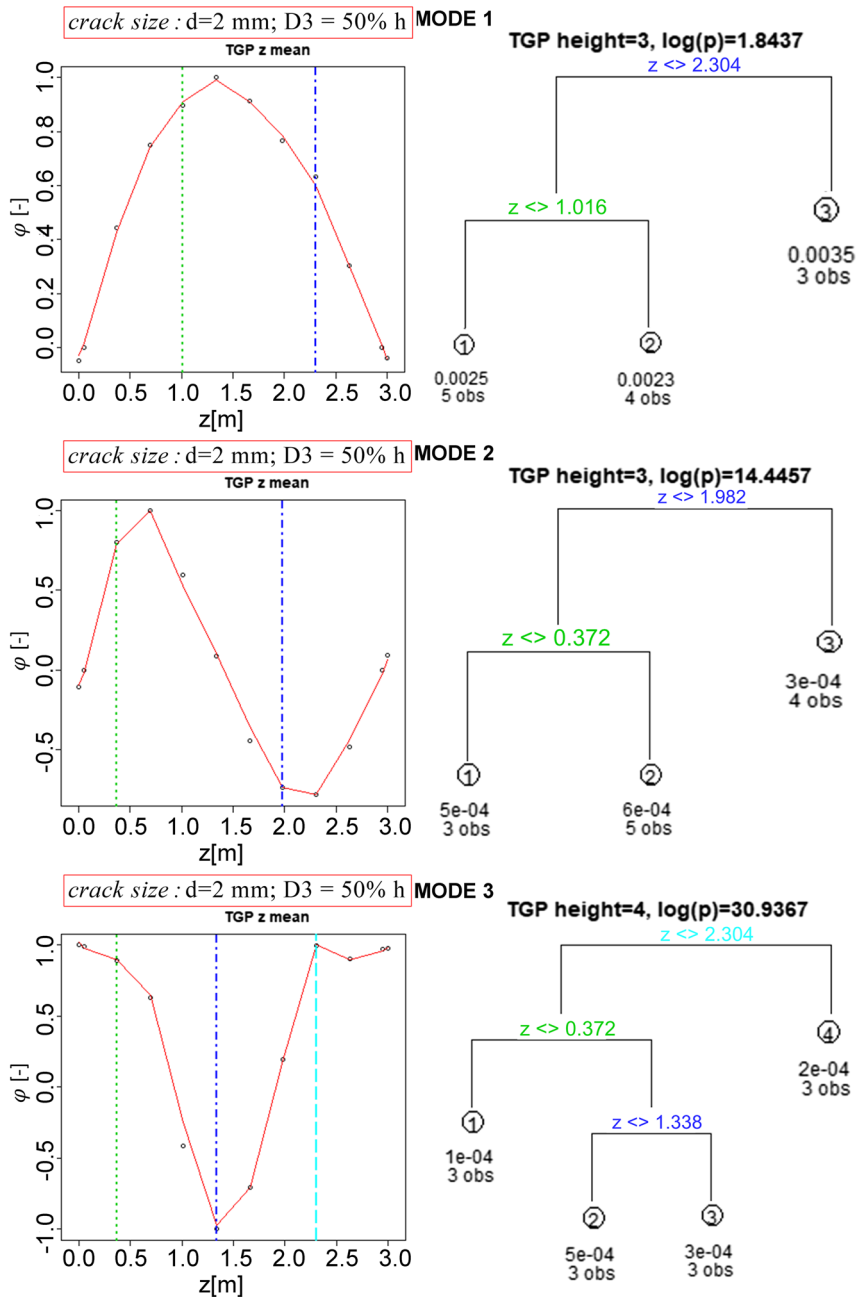 crack size : d=2 mm; D3 = 50% h MODE 1
TGP z mean
TGP height=3, log(p)=1.8437
z <> 2.304
z <> 1.016
3
0.0035
3 obs
1
2
0.0025
5 obs
0.0023
4 obs
φ [-]
1.0
0.8
0.6
0.4
0.2
0.0
0.0 0.5 1.0 1.5 2.0 2.5 3.0
z[m]
crack size : d=2 mm; D3 = 50% h MODE 2
TGP z mean
TGP height=3, log(p)=14.4457
z <> 1.982
z <> 0.372
3
3e-04
4 obs
1
2
5e-04
3 obs
6e-04
5 obs
φ [-]
1.0
0.5
0.0
-0.5
0.0 0.5 1.0 1.5 2.0 2.5 3.0
z[m]
crack size : d=2 mm; D3 = 50% h MODE 3
TGP z mean
TGP height=4, log(p)=30.9367
z <> 2.304
z <> 0.372
4
2e-04
3 obs
1
1e-04
3 obs
z <> 1.338
2
3
5e-04
3 obs
3e-04
3 obs
φ [-]
1.0
0.5
0.0
-0.5
-1.0
0.0 0.5 1.0 1.5 2.0 2.5 3.0
z[m]